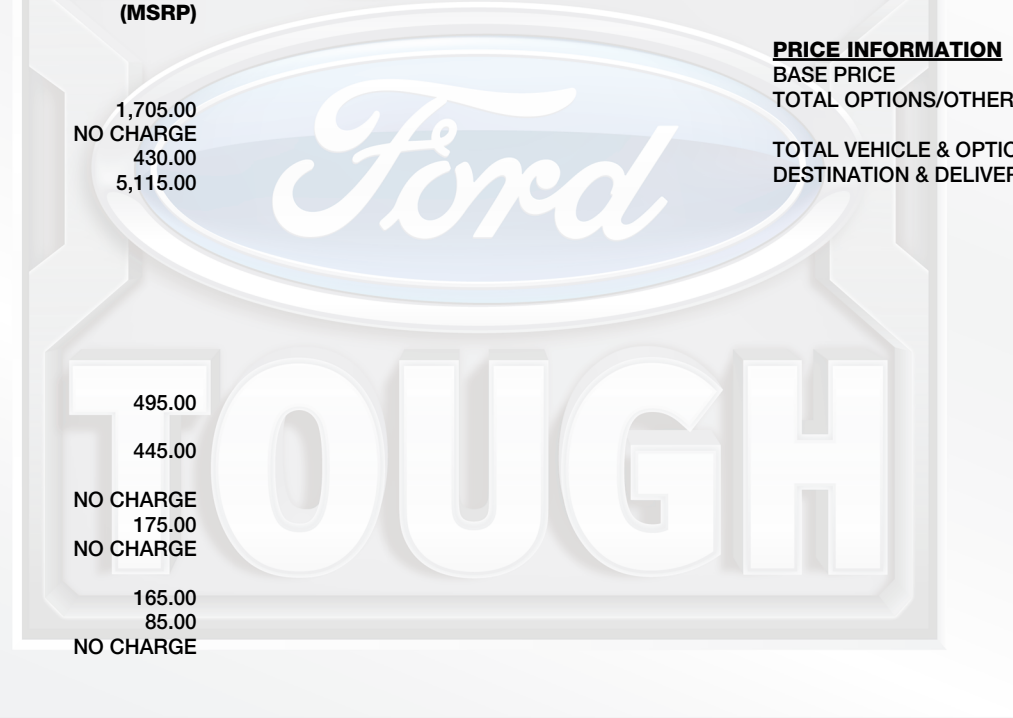 (MSRP)
1,705.00
NO CHARGE
430.00
5,115.00
495.00
445.00
NO CHARGE
175.00
NO CHARGE
165.00
85.00
NO CHARGE
PRICE INFORMATION
BASE PRICE
TOTAL OPTIONS/OTHER
TOTAL VEHICLE & OPTIO
DESTINATION & DELIVER
Ford
TOUGH